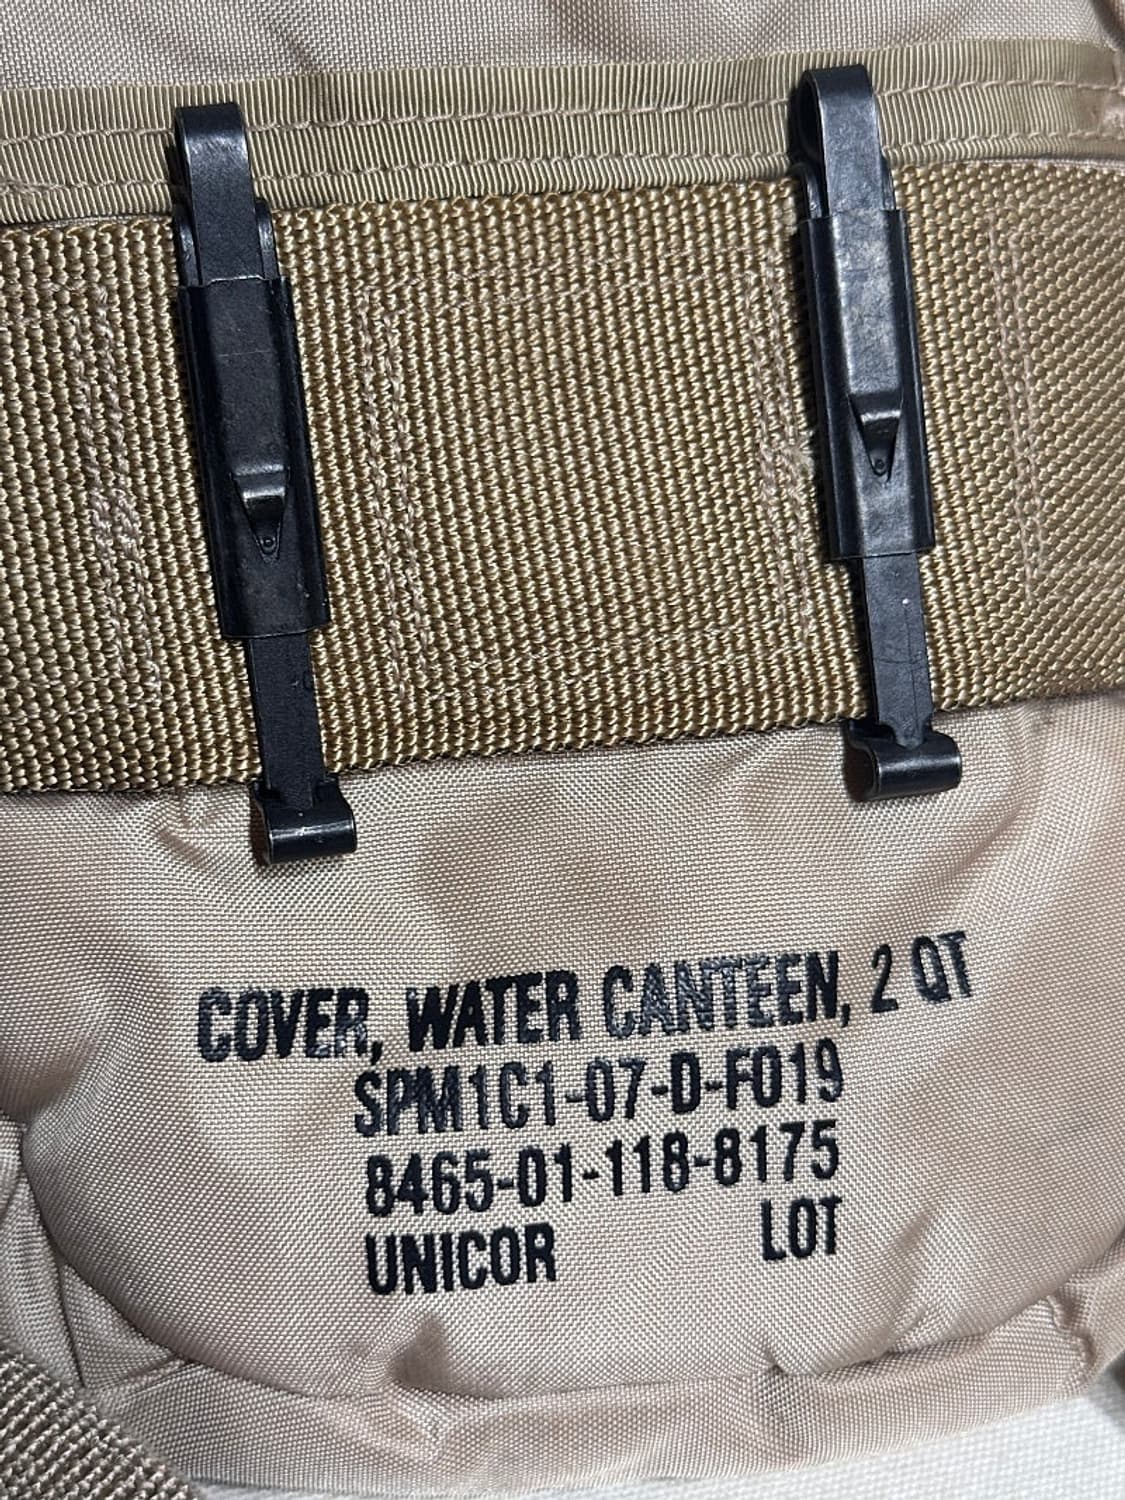 COVER, WATER CANTEEN, 2 QT
SPM1C1-07-D-F019
8465-01-118-8175
UNICOR LOT